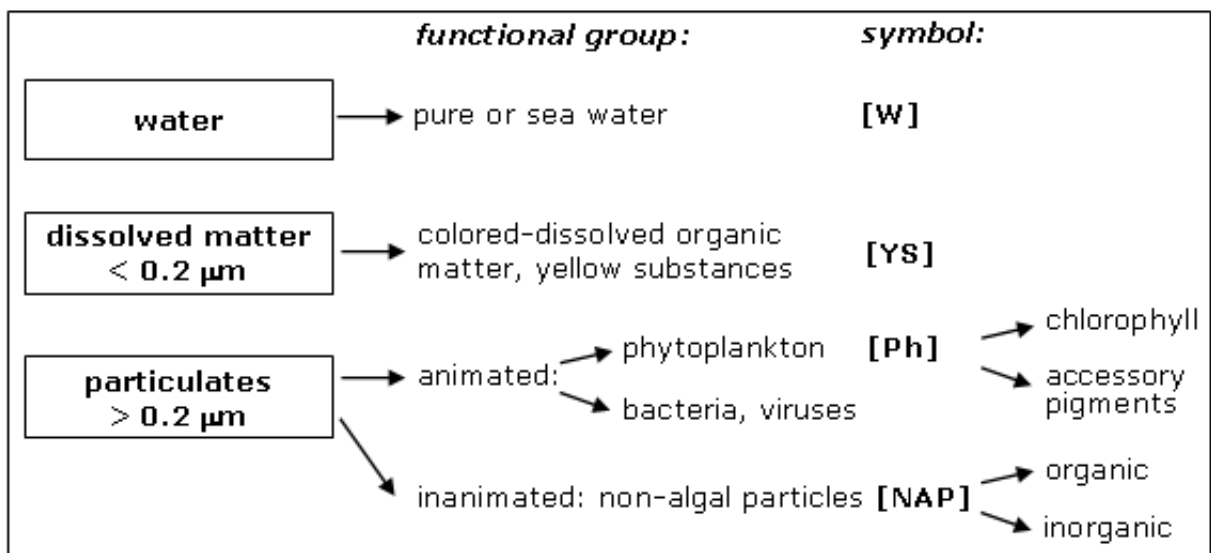 functional group: symbol:
water pure or sea water [W]
dissolved matter
< 0.2 μm
colored-dissolved organic
matter, yellow substances
[YS]
particulates
> 0.2 μm
animated:
phytoplankton [Ph]
bacteria, viruses
chlorophyll
accessory
pigments
inanimated: non-algal particles [NAP]
organic
inorganic